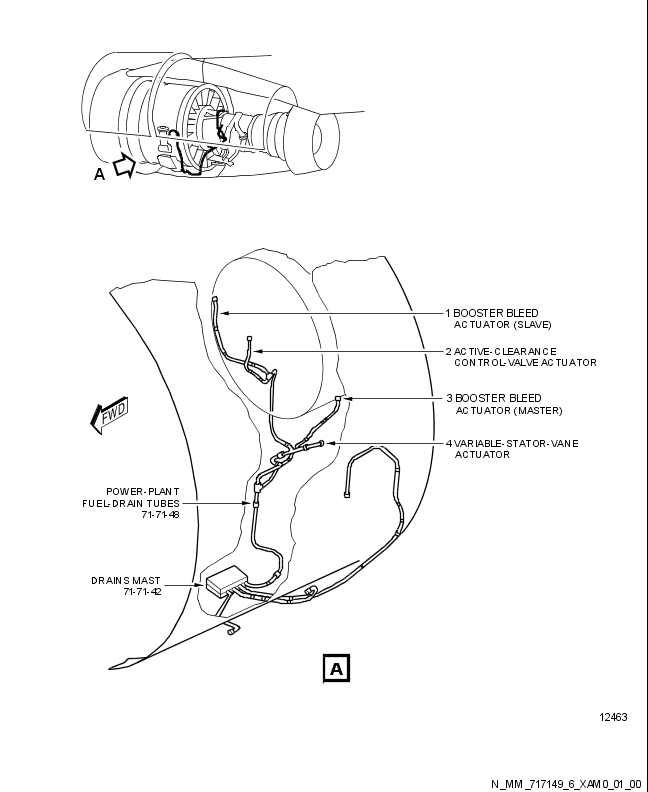 A
1 BOOSTER BLEED
ACTUATOR (SLAVE)
2 ACTIVE-CLEARANCE
CONTROL-VALVE ACTUATOR
3 BOOSTER BLEED
ACTUATOR (MASTER)
FWD
4 VARIABLE-STATOR-VANE
ACTUATOR
POWER-PLANT
FUEL-DRAIN TUBES
71-71-48
DRAINS MAST
71-71-42
A
12463
N_MM_717149_6_XAM0_01_00